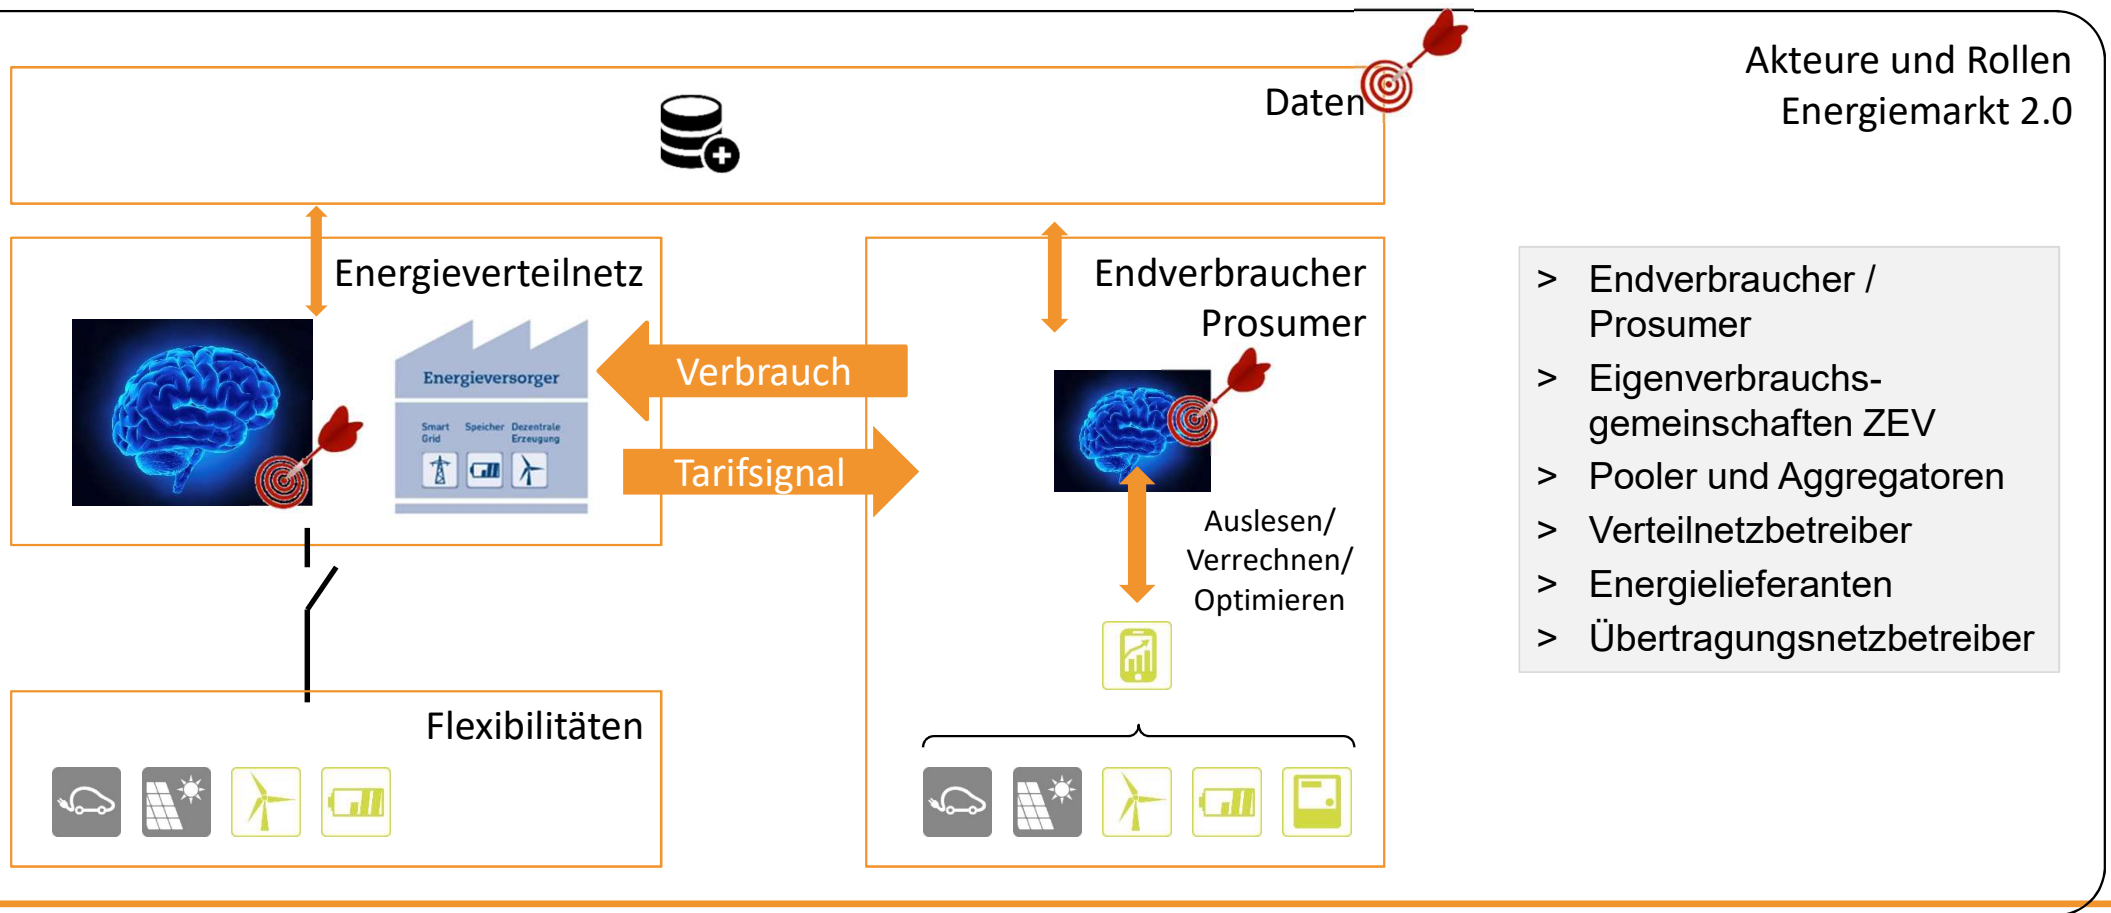 Akteure und Rollen
Energiemarkt 2.0
Daten
Energieverteilnetz
Energieversorger
Smart Grid
Speicher
Dezentrale Erzeugung
Verbrauch
Tarifsignal
Endverbraucher
Prosumer
Auslesen/
Verrechnen/
Optimieren
Flexibilitäten
> Endverbraucher /
Prosumer
> Eigenverbrauchs-
gemeinschaften ZEV
> Pooler und Aggregatoren
> Verteilnetzbetreiber
> Energielieferanten
> Übertragungsnetzbetreiber